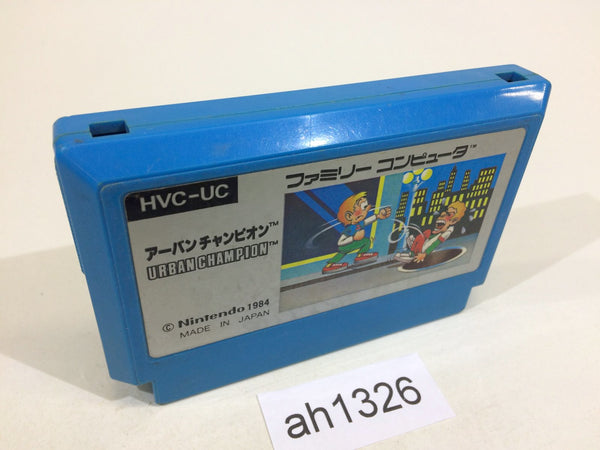 HVC-UC
ファミリー コンピュータ™
アーバンチャンピオン™
URBAN CHAMPION™
© Nintendo 1984
MADE IN JAPAN
ah1326